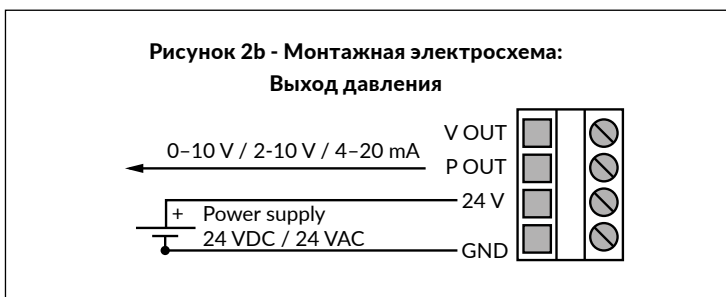 Рисунок 2b - Монтажная электросхема:
Выход давления
V OUT
0–10 V / 2-10 V / 4–20 mA
P OUT
24 V
+ Power supply
24 VDC / 24 VAC
GND